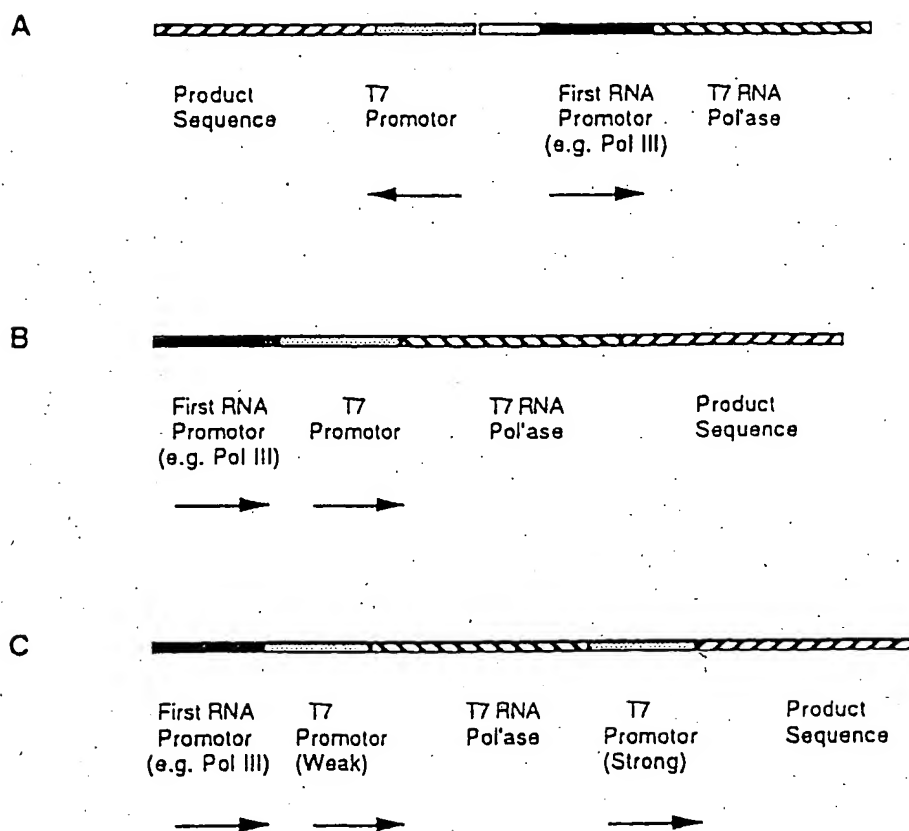 A
Product
Sequence
T7
Promotor
First RNA
Promotor
(e.g. Pol III)
T7 RNA
Pol'ase
B
First RNA
Promotor
(e.g. Pol III)
T7
Promotor
T7 RNA
Pol'ase
Product
Sequence
C
First RNA
Promotor
(e.g. Pol III)
T7
Promotor
(Weak)
T7 RNA
Pol'ase
T7
Promotor
(Strong)
Product
Sequence